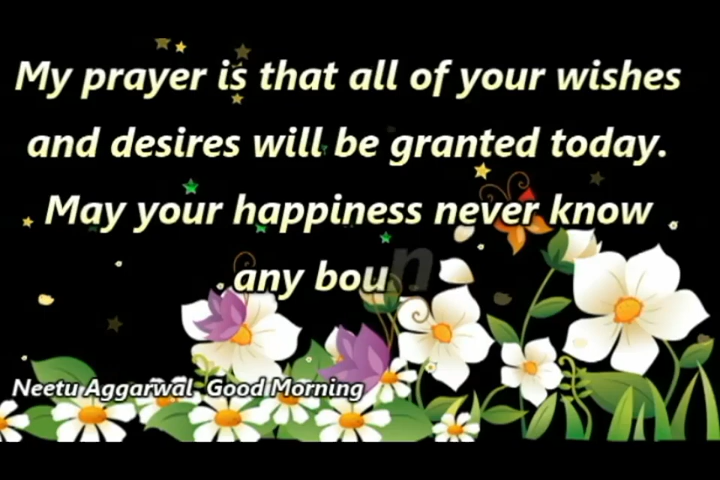 My prayer is that all of your wishes
and desires will be granted today.
May your happiness never know
any boun
Neetu Aggarwal Good Morning